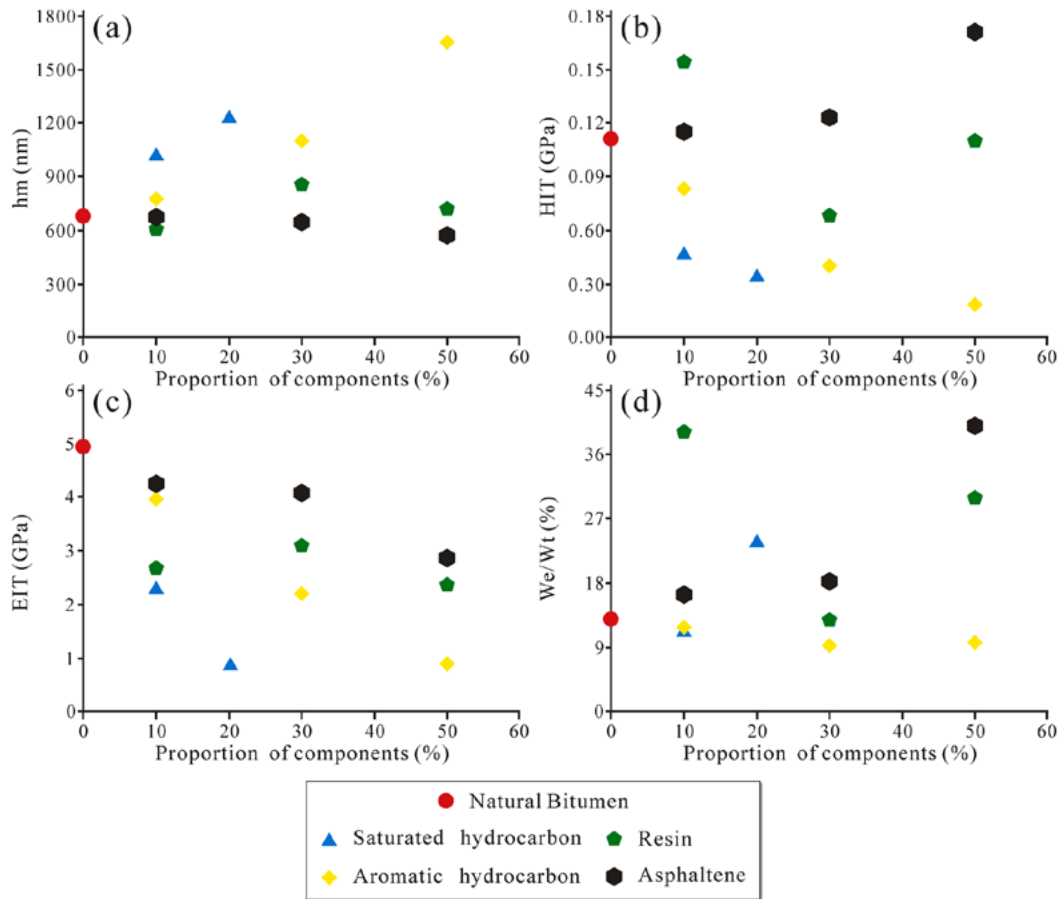 (a)
hm (nm)
1800
1500
1200
900
600
300
0
0 10 20 30 40 50 60
Proportion of components (%)
(b)
HIT (GPa)
0.18
0.15
0.12
0.09
0.60
0.30
0.00
0 10 20 30 40 50 60
Proportion of components (%)
(c)
EIT (GPa)
6
5
4
3
2
1
0
0 10 20 30 40 50 60
Proportion of components (%)
(d)
We/Wt (%)
45
36
27
18
9
0
0 10 20 30 40 50 60
Proportion of components (%)
Natural Bitumen
Saturated hydrocarbon
Resin
Aromatic hydrocarbon
Asphaltene